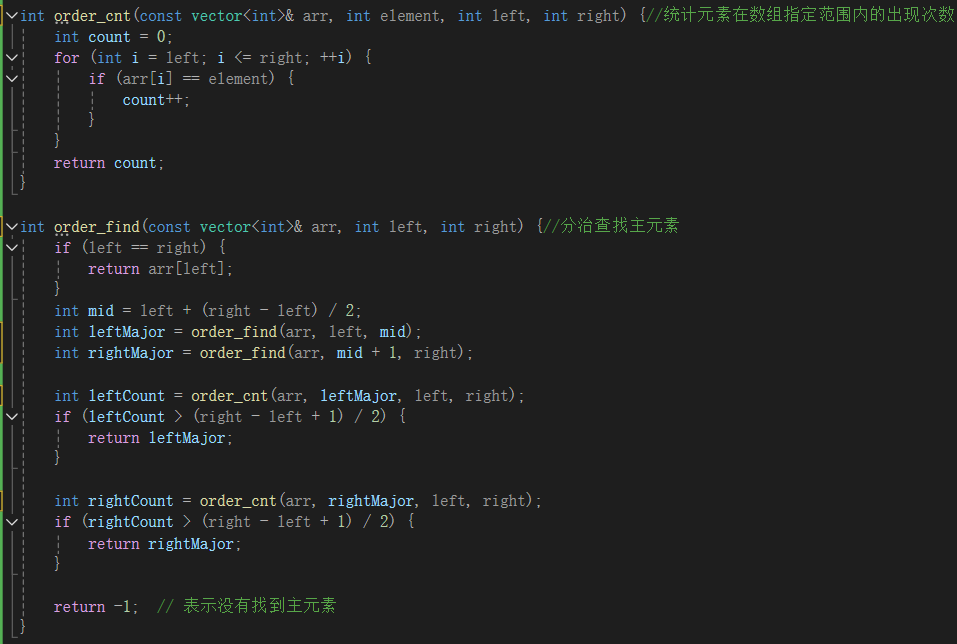 int order_cnt(const vector<int>& arr, int element, int left, int right) {//统计元素在数组指定范围内的出现次数
    int count = 0;
    for (int i = left; i <= right; ++i) {
        if (arr[i] == element) {
            count++;
        }
    }
    return count;
}

int order_find(const vector<int>& arr, int left, int right) {//分治查找主元素
    if (left == right) {
        return arr[left];
    }
    int mid = left + (right - left) / 2;
    int leftMajor = order_find(arr, left, mid);
    int rightMajor = order_find(arr, mid + 1, right);

    int leftCount = order_cnt(arr, leftMajor, left, right);
    if (leftCount > (right - left + 1) / 2) {
        return leftMajor;
    }

    int rightCount = order_cnt(arr, rightMajor, left, right);
    if (rightCount > (right - left + 1) / 2) {
        return rightMajor;
    }

    return -1;  // 表示没有找到主元素
}